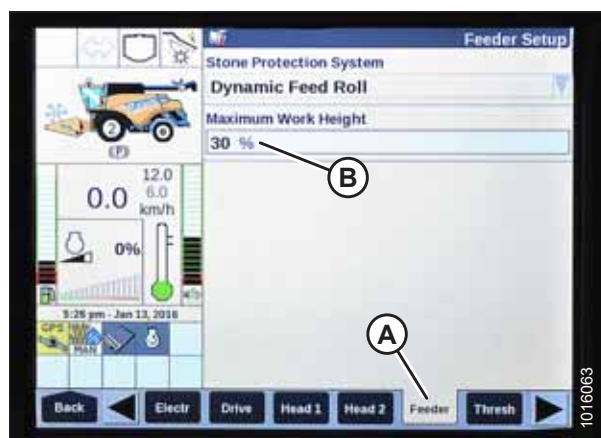 Feeder Setup
Stone Protection System
Dynamic Feed Roll
Maximum Work Height
30 %
B
2
(P)
12.0
0.0 6.0
km/h
0%
5:26 pm - Jan 13, 2016
GPS
MAN
A
Back Electr Drive Head 1 Head 2 Feeder Thresh
1016063